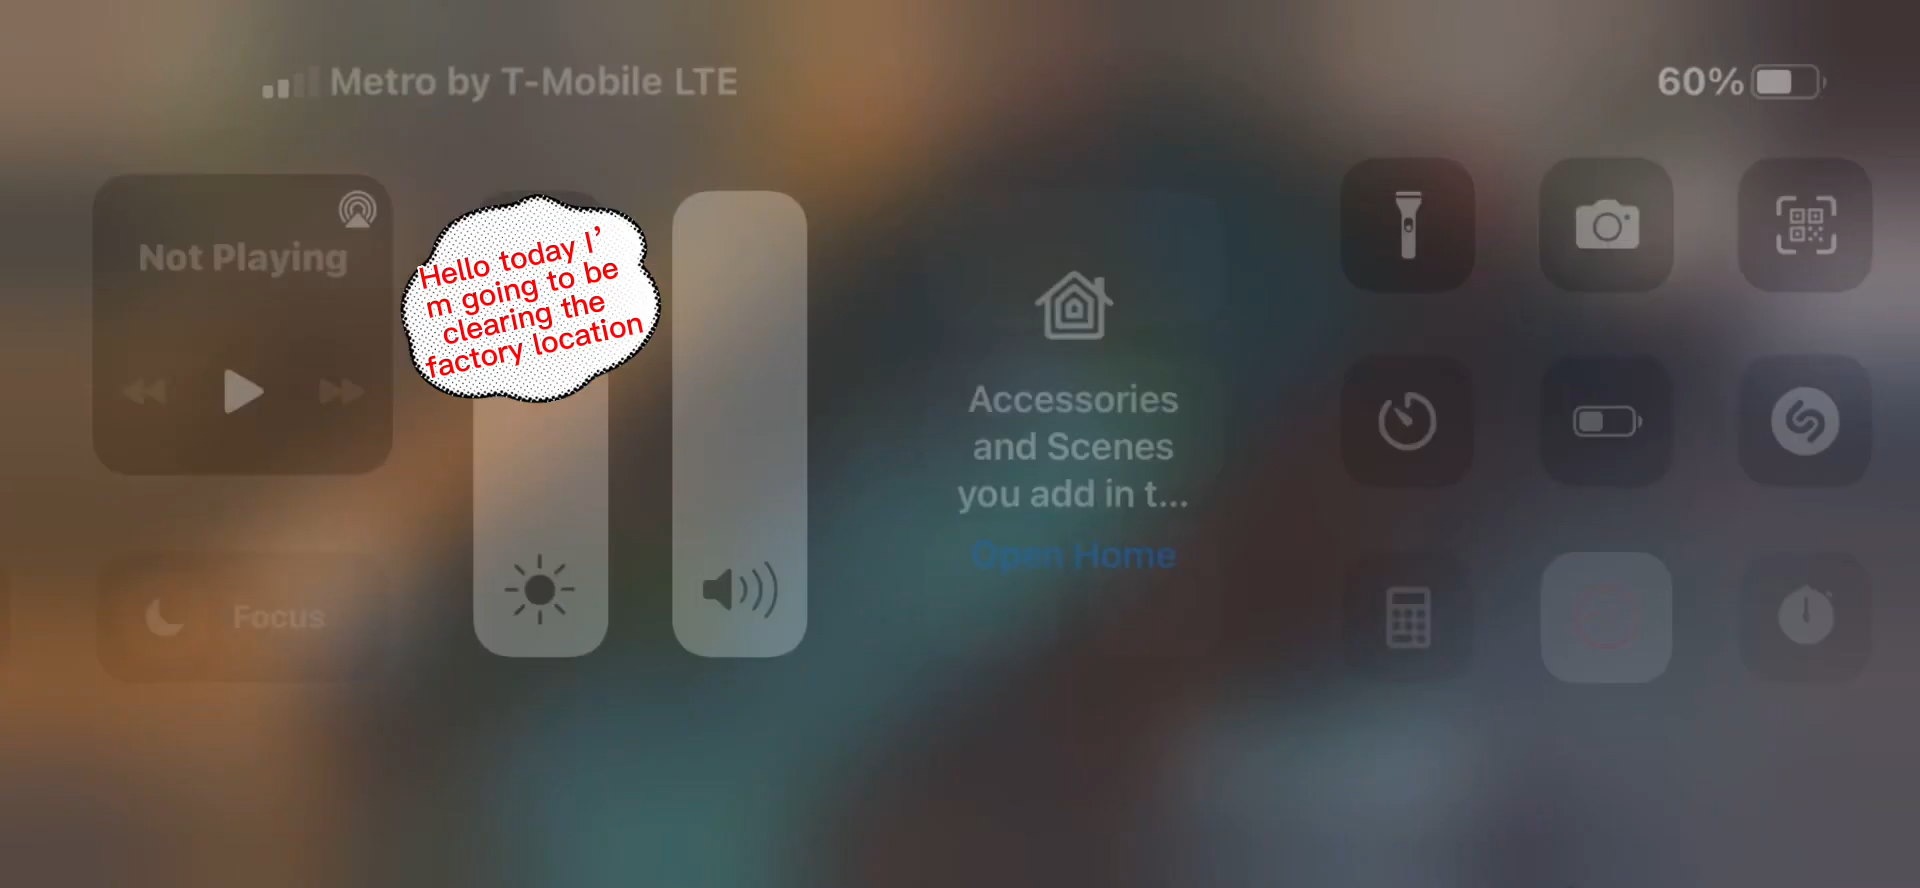 Metro by T-Mobile LTE
60%
Not Playing
Hello today I’
m going to be
clearing the
factory location
Accessories
and Scenes
you add in t...
Open Home
Focus